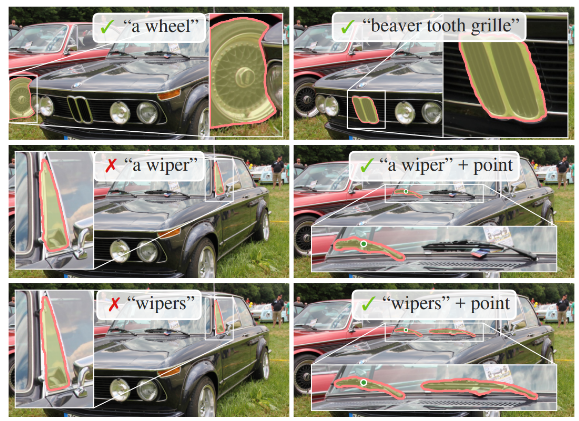 ✓ “a wheel”
✓ “beaver tooth grille”
✗ “a wiper”
✓ “a wiper” + point
✗ “wipers”
✓ “wipers” + point